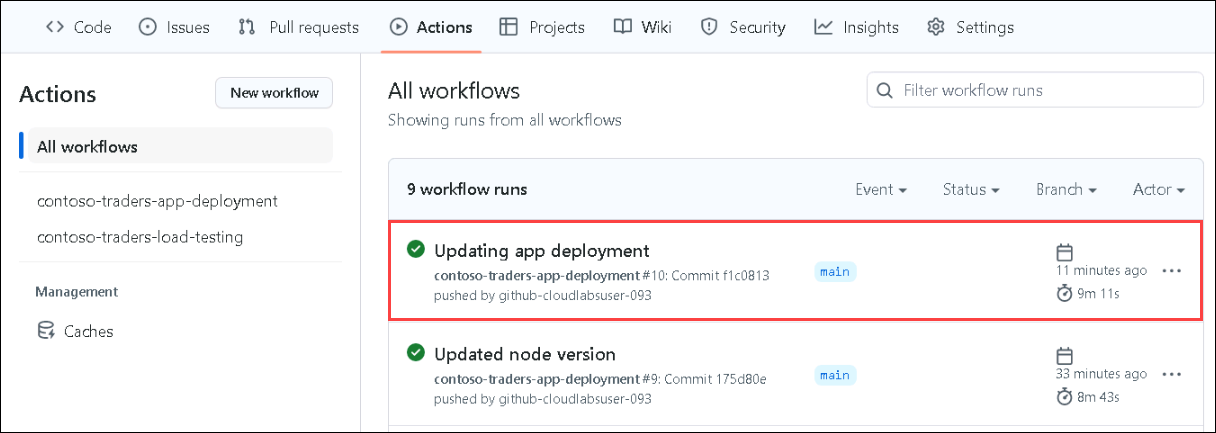 Code Issues Pull requests Actions Projects Wiki Security Insights Settings
Actions
New workflow
All workflows
contoso-traders-app-deployment
contoso-traders-load-testing
Management
Caches
All workflows
Showing runs from all workflows
Filter workflow runs
9 workflow runs
Event Status Branch Actor
Updating app deployment
contoso-traders-app-deployment #10: Commit f1c0813
pushed by github-cloudlabsuser-093
main
11 minutes ago
9m 11s
Updated node version
contoso-traders-app-deployment #9: Commit 175d80e
pushed by github-cloudlabsuser-093
main
33 minutes ago
8m 43s